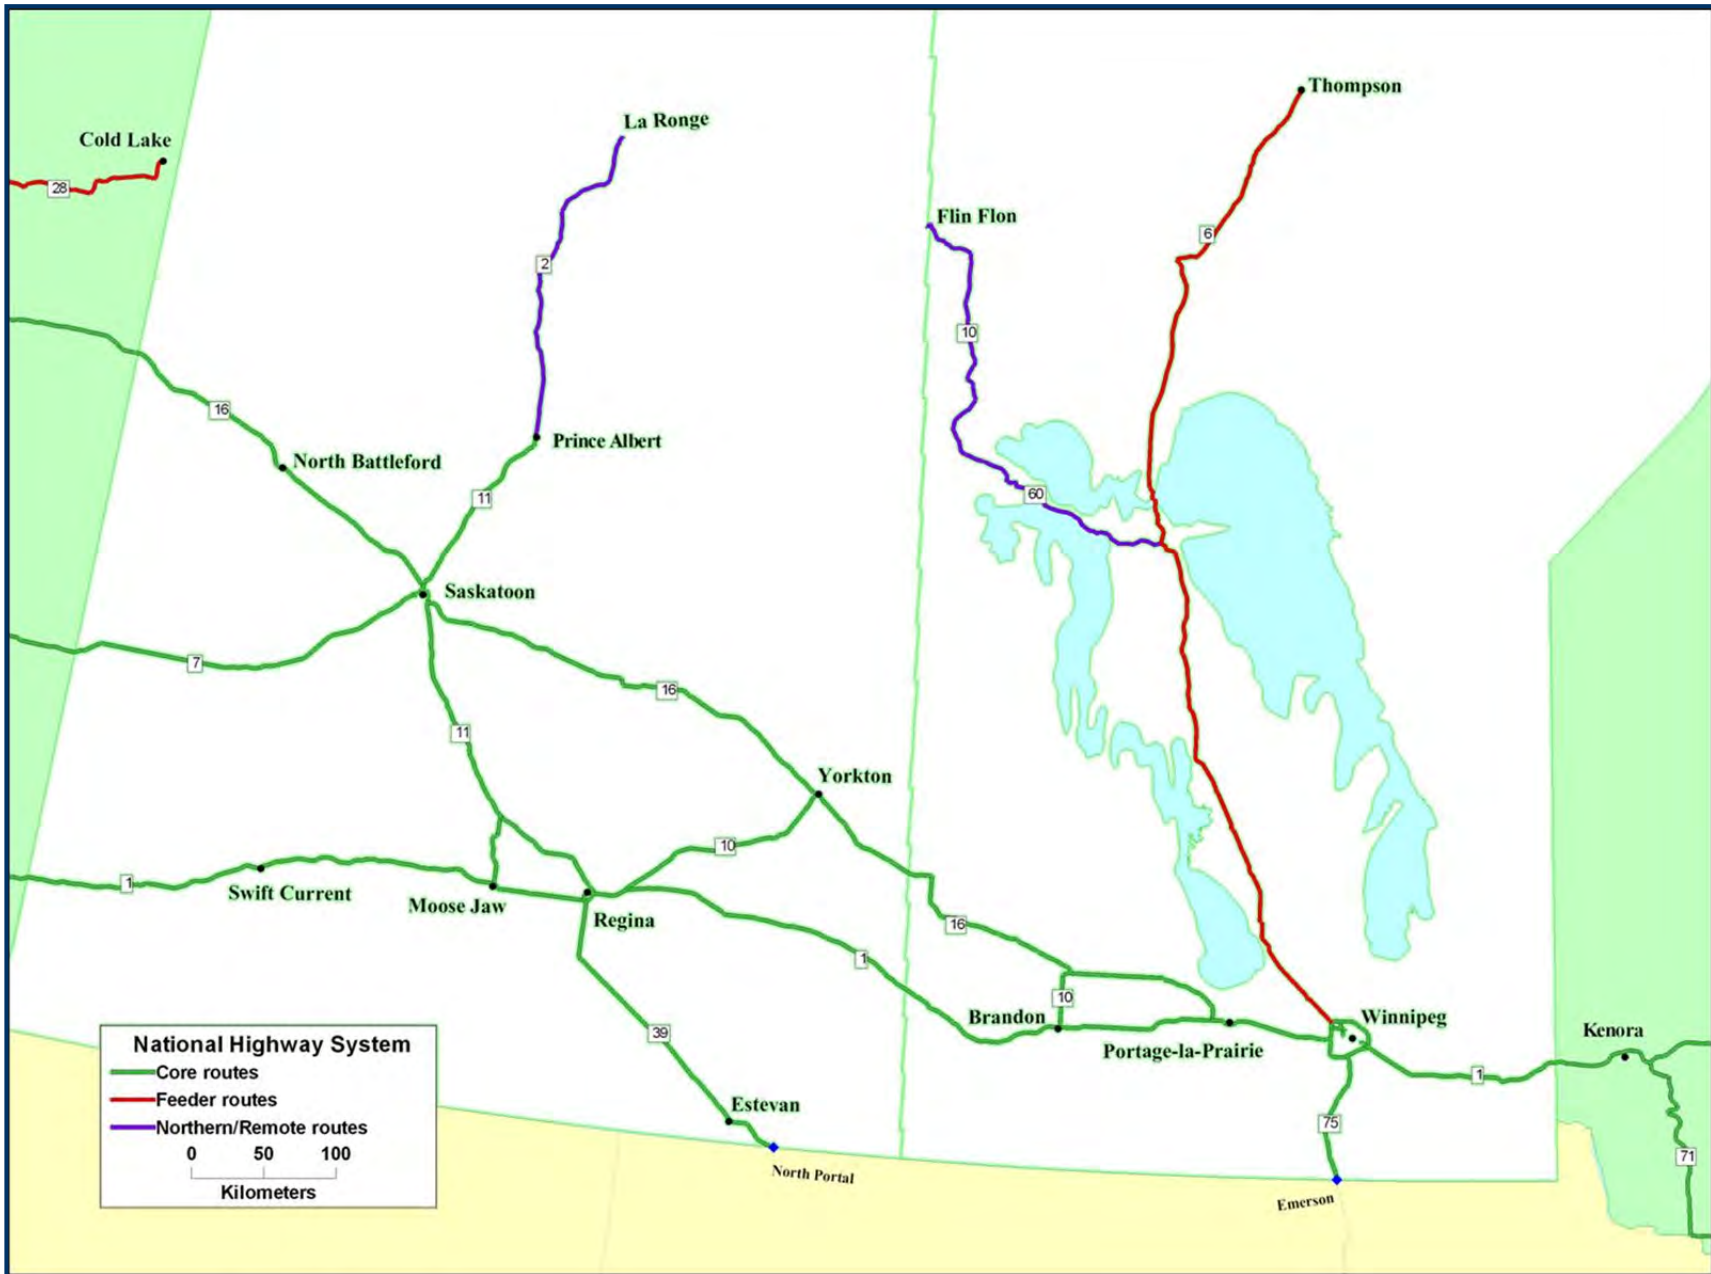 Thompson
La Ronge
Cold Lake
28
Flin Flon
6
2
10
16
Prince Albert
North Battleford
11
60
Saskatoon
7
16
11
Yorkton
10
1
Swift Current
Moose Jaw
Regina
16
1
10
Brandon
Winnipeg
Portage-la-Prairie
Kenora
39
1
75
71
Estevan
North Portal
Emerson
National Highway System
Core routes
Feeder routes
Northern/Remote routes
0 50 100
Kilometers